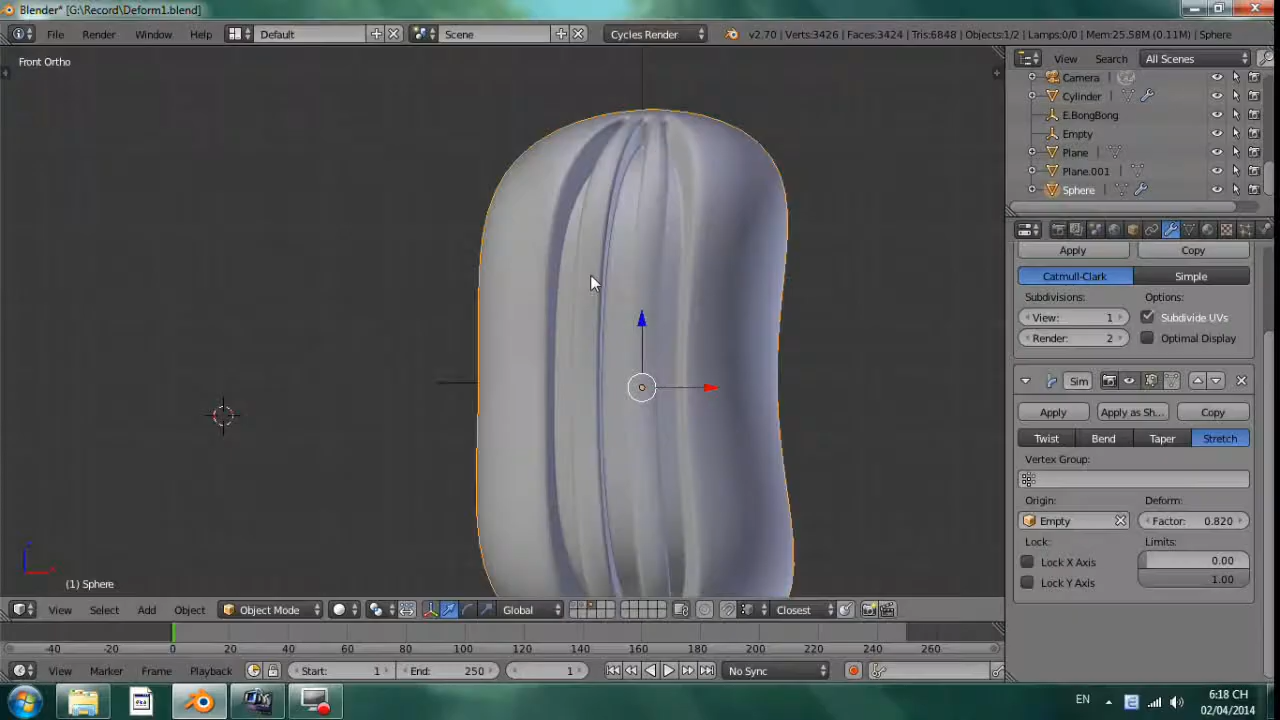 Blender* [G:\Record\Deform1.blend]
File Render Window Help Default Scene Cycles Render v2.70 | Verts:3426 | Faces:3424 | Tris:6848 | Objects:1/2 | Lamps:0/0 | Mem:25.58M (0.11M) | Sphere
Front Ortho
View Search All Scenes
Camera
Cylinder
E.BongBong
Empty
Plane
Plane.001
Sphere
Apply Copy
Catmull-Clark Simple
Subdivisions: Options:
View: 1 Subdivide UVs
Render: 2 Optimal Display
Sim
Apply Apply as Sh... Copy
Twist Bend Taper Stretch
Vertex Group:
Origin: Deform:
Empty Factor: 0.820
Lock: Limits:
Lock X Axis 0.00
Lock Y Axis 1.00
(1) Sphere
View Select Add Object Object Mode Global Closest
-40 -20 0 20 40 60 80 100 120 140 160 180 200 220 240 260
View Marker Frame Playback Start: 1 End: 250 1 No Sync
EN 6:18 CH
02/04/2014